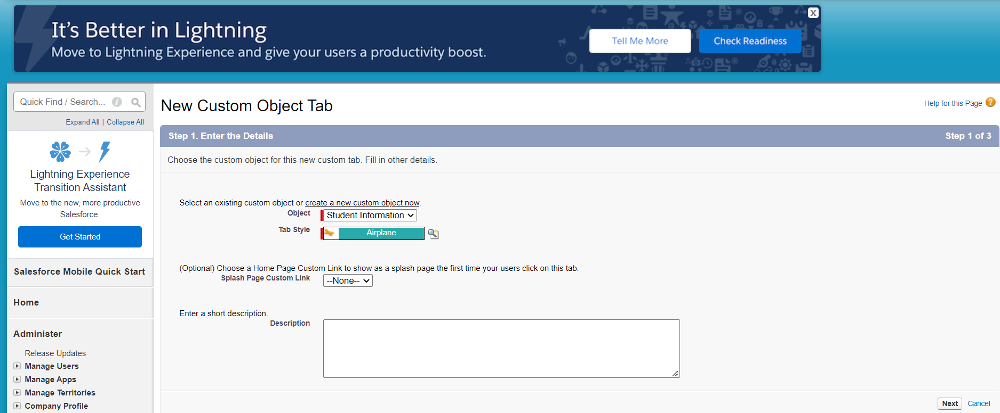 It's Better in Lightning
Move to Lightning Experience and give your users a productivity boost.
Tell Me More
Check Readiness
X
Quick Find / Search...
i
Expand All | Collapse All
Lightning Experience
Transition Assistant
Move to the new, more productive
Salesforce.
Get Started
Salesforce Mobile Quick Start
Home
Administer
Release Updates
Manage Users
Manage Apps
Manage Territories
Company Profile
New Custom Object Tab
Help for this Page ?
Step 1. Enter the Details
Step 1 of 3
Choose the custom object for this new custom tab. Fill in other details.
Select an existing custom object or create a new custom object now.
Object
Student Information
Tab Style
Airplane
(Optional) Choose a Home Page Custom Link to show as a splash page the first time your users click on this tab.
Splash Page Custom Link
--None--
Enter a short description.
Description
Next
Cancel